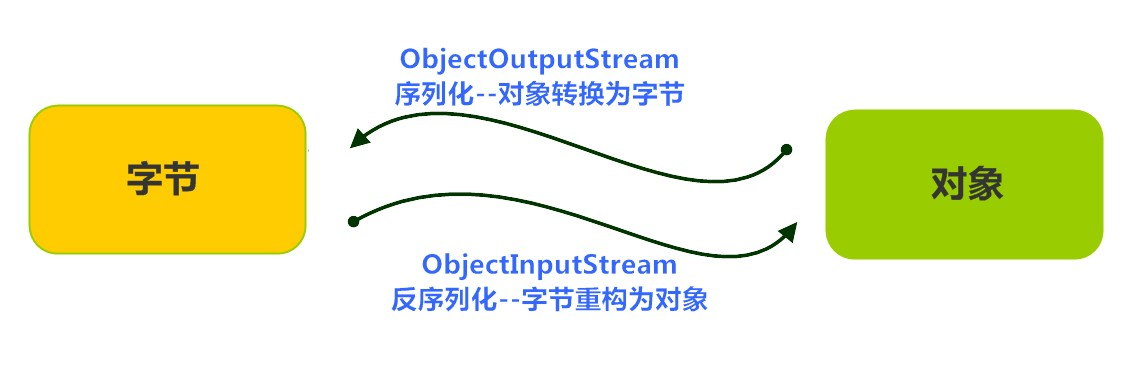 ObjectOutputStream
序列化--对象转换为字节
字节
对象
ObjectInputStream
反序列化--字节重构为对象